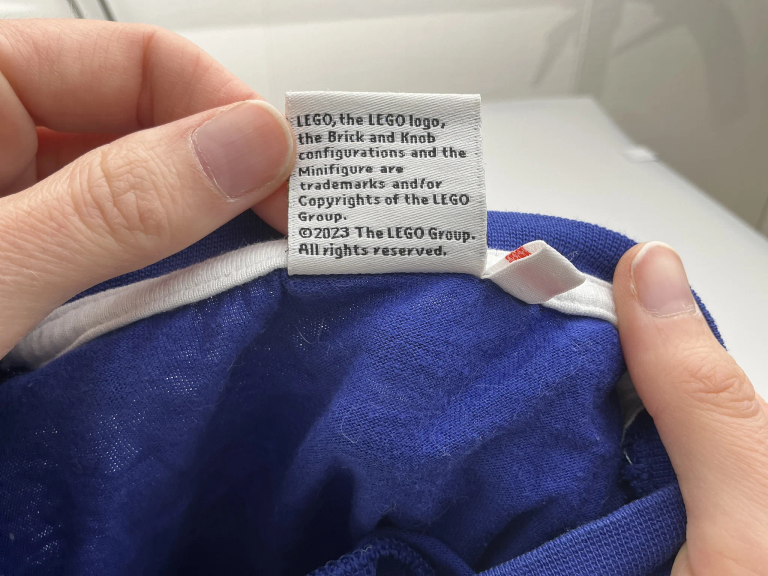 LEGO, the LEGO logo,
the Brick and Knob
configurations and the
Minifigure are
trademarks and/or
Copyrights of the LEGO
Group.
©2023 The LEGO Group.
All rights reserved.